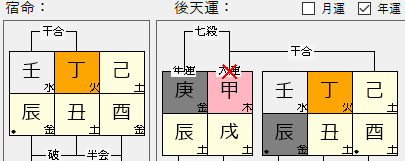 宿命： 後天運： 月運 年運
干合 七殺 干合
年運 大運
壬水 丁火 己土 庚金 甲木 壬水 丁火 己土
辰土 丑土 酉金 辰土 戌土 辰土 丑土 酉金
破 半会